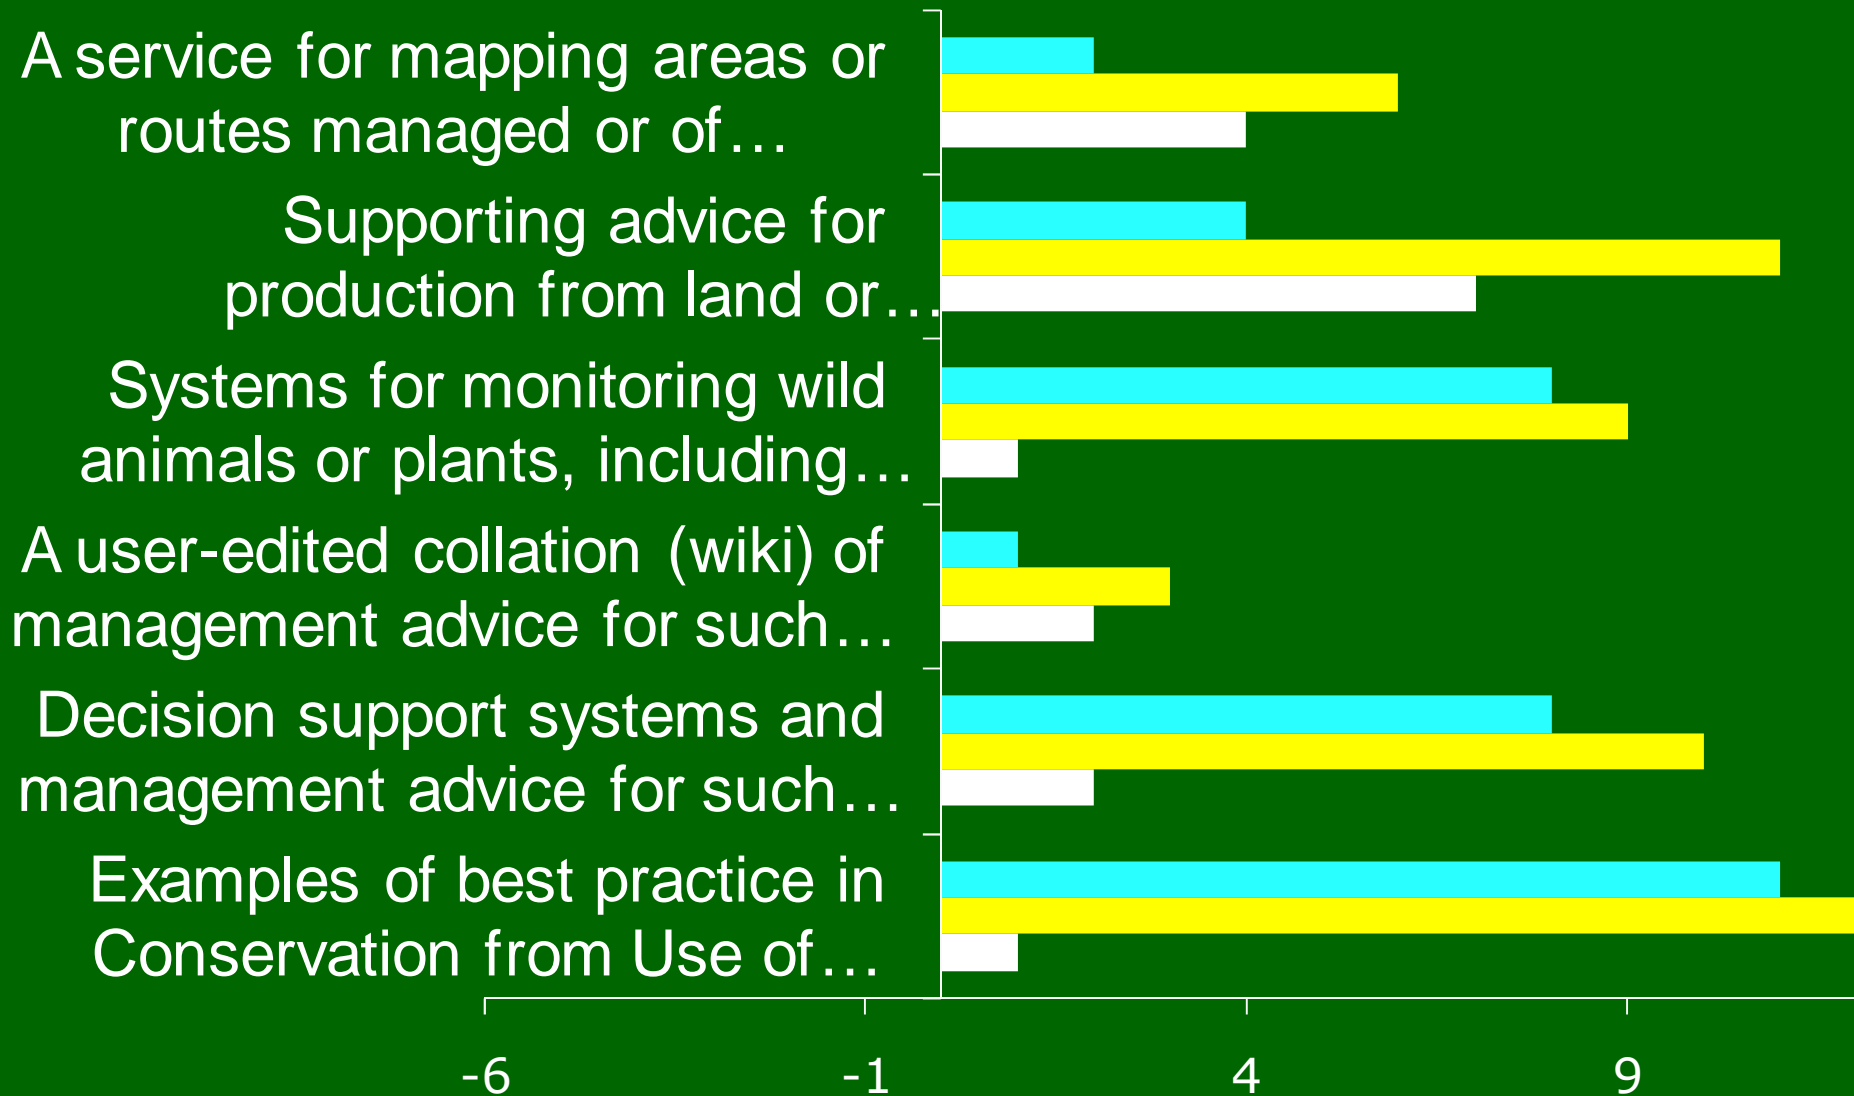 A service for mapping areas or
routes managed or of…
Supporting advice for
production from land or…
Systems for monitoring wild
animals or plants, including…
A user-edited collation (wiki) of
management advice for such…
Decision support systems and
management advice for such…
Examples of best practice in
Conservation from Use of…
-6 -1 4 9